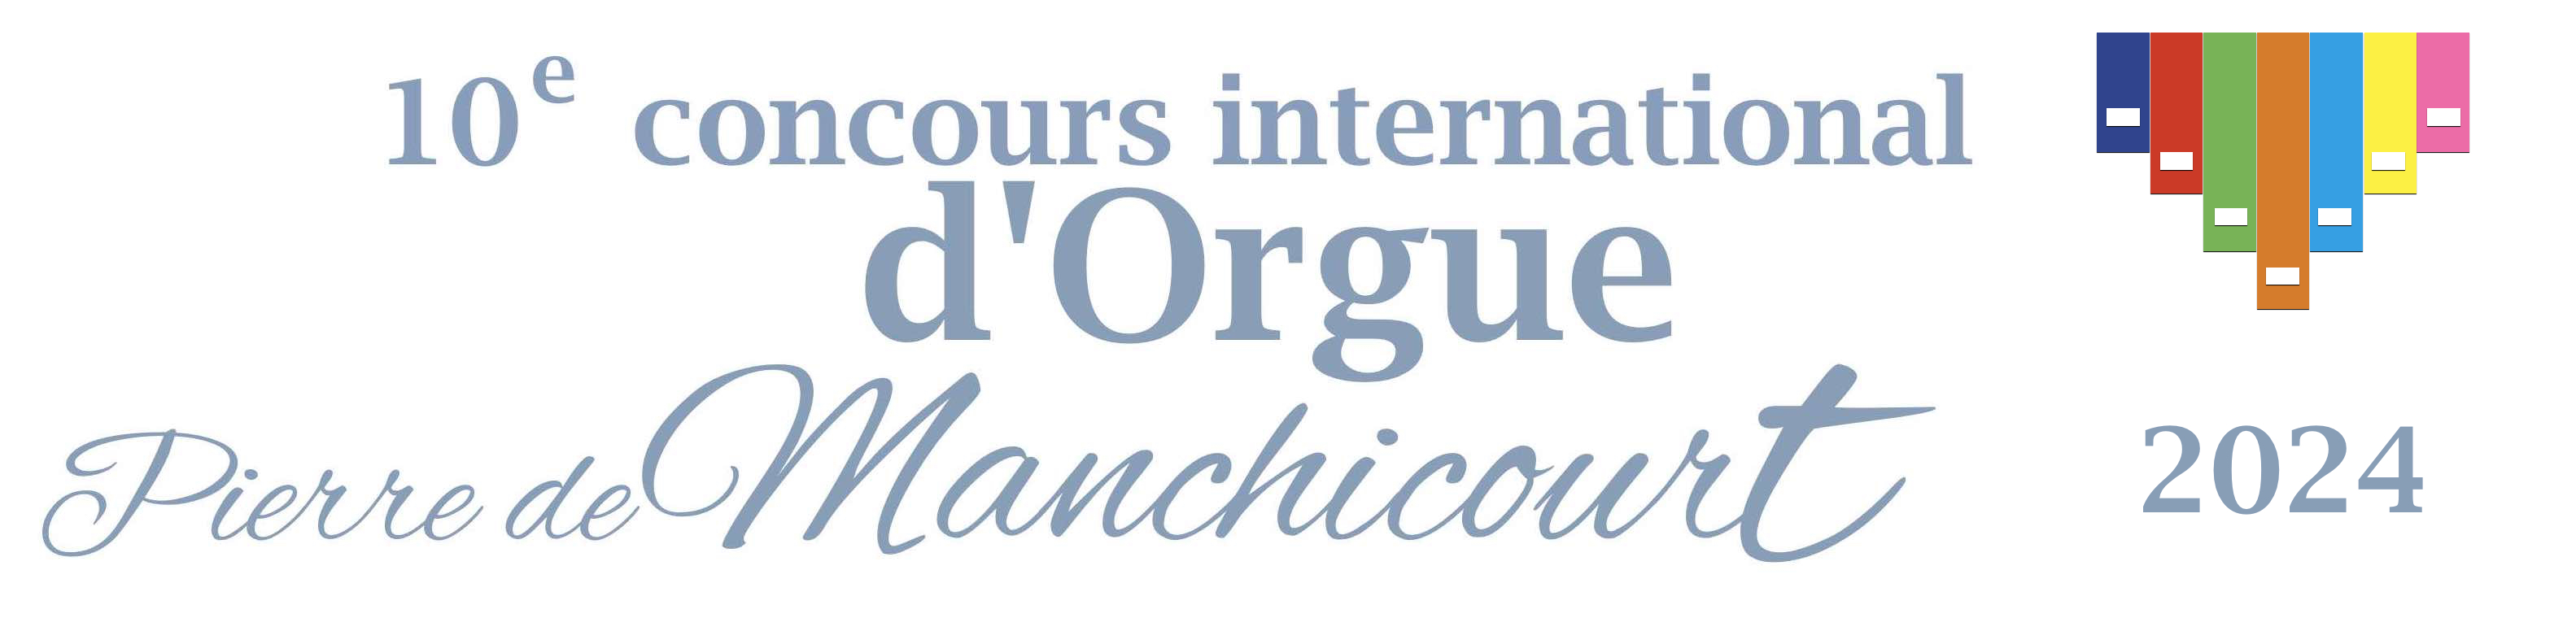 10e concours international
d'Orgue
Pierre de Manchicourt
2024